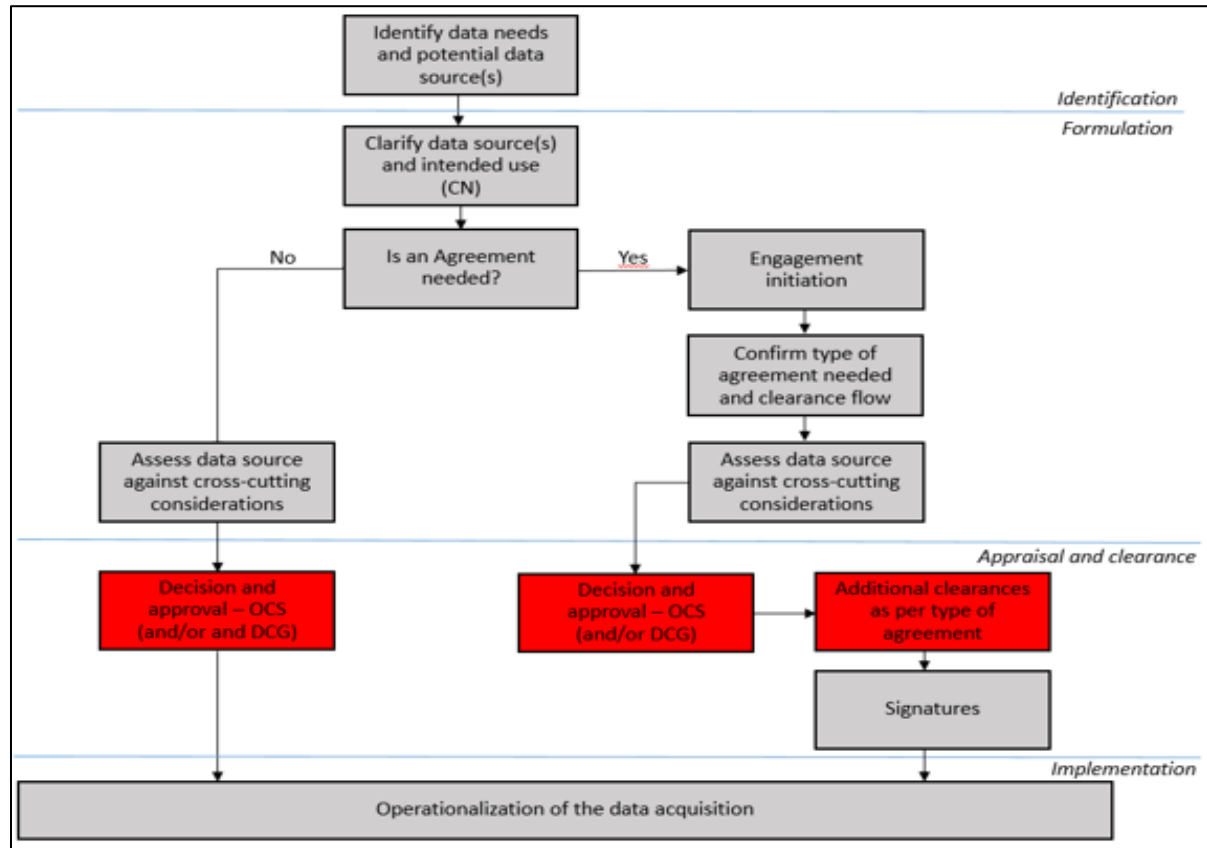 Identify data needs
and potential data
source(s)
Identification
Formulation
Clarify data source(s)
and intended use
(CN)
No
Is an Agreement
needed?
Yes
Engagement
initiation
Confirm type of
agreement needed
and clearance flow
Assess data source
against cross-cutting
considerations
Assess data source
against cross-cutting
considerations
Appraisal and clearance
Decision and
approval – OCS
(and/or and DCG)
Decision and
approval – OCS
(and/or DCG)
Additional clearances
as per type of
agreement
Signatures
Implementation
Operationalization of the data acquisition